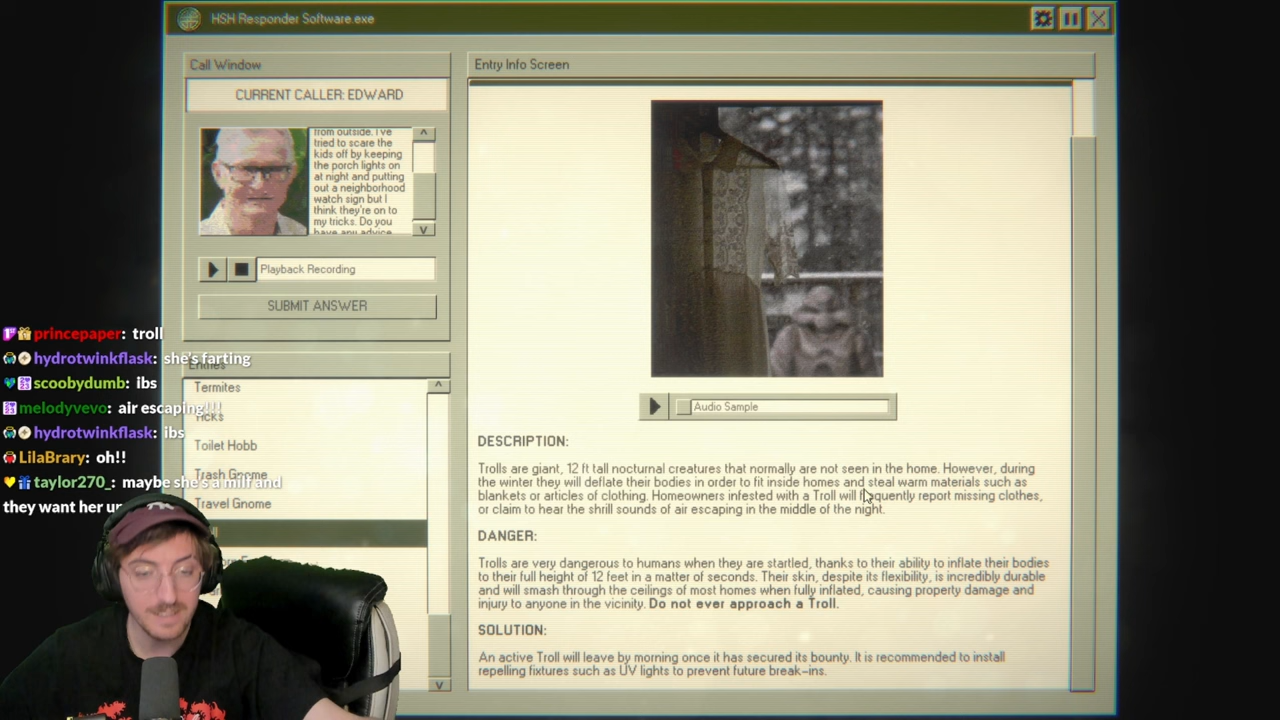 HSH Responder Software.exe
Call Window
CURRENT CALLER: EDWARD
from outside. I've
tried to scare the
kids off by keeping
the porch lights on
at night and putting
out a neighborhood
watch sign but I
think they're on to
my tricks. Do you
have any advice
Playback Recording
SUBMIT ANSWER
Entries
Termites
Ticks
Toilet Hobb
Trash Gnome
Travel Gnome
princepaper: troll
hydrotwinkflask: she's farting
scoobydumb: ibs
melodyvevo: air escaping!!!
hydrotwinkflask: ibs
LilaBrary: oh!!
taylor270_: maybe she's a milf and
they want her
Entry Info Screen
Audio Sample
DESCRIPTION:
Trolls are giant, 12 ft tall nocturnal creatures that normally are not seen in the home. However, during
the winter they will deflate their bodies in order to fit inside homes and steal warm materials such as
blankets or articles of clothing. Homeowners infested with a Troll will frequently report missing clothes,
or claim to hear the shrill sounds of air escaping in the middle of the night.
DANGER:
Trolls are very dangerous to humans when they are startled, thanks to their ability to inflate their bodies
to their full height of 12 feet in a matter of seconds. Their skin, despite its flexibility, is incredibly durable
and will smash through the ceilings of most homes when fully inflated, causing property damage and
injury to anyone in the vicinity. Do not ever approach a Troll.
SOLUTION:
An active Troll will leave by morning once it has secured its bounty. It is recommended to install
repelling fixtures such as UV lights to prevent future break-ins.